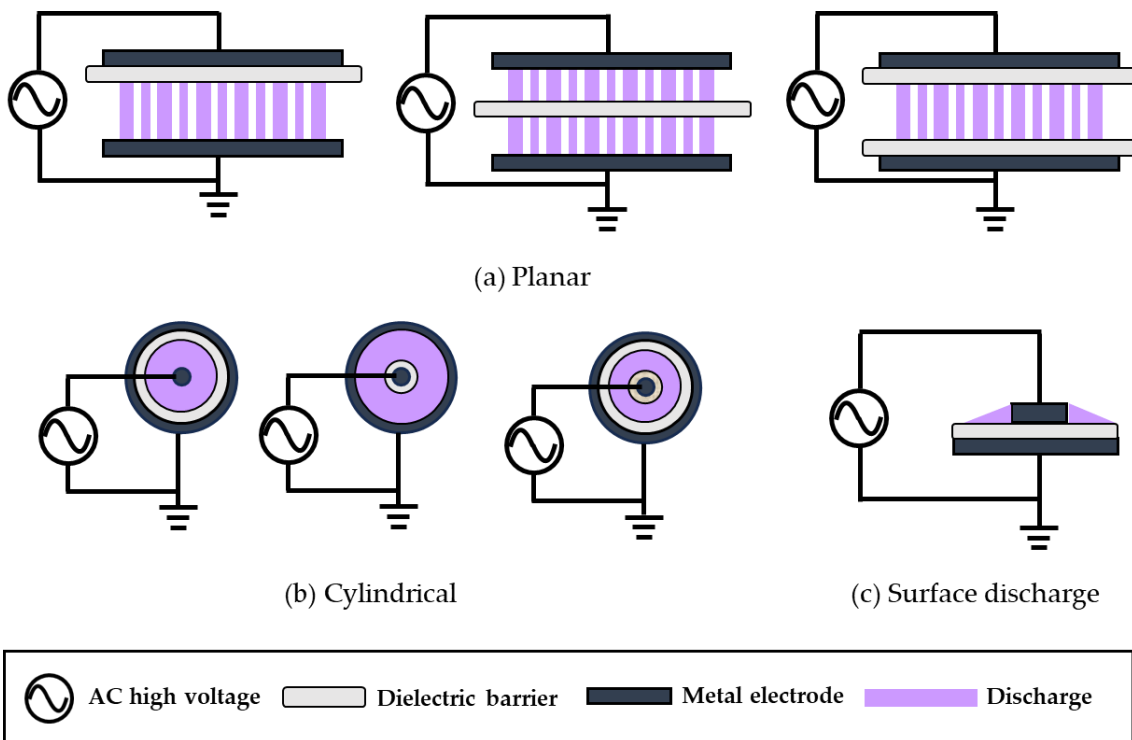 (a) Planar
(b) Cylindrical
(c) Surface discharge
AC high voltage
Dielectric barrier
Metal electrode
Discharge